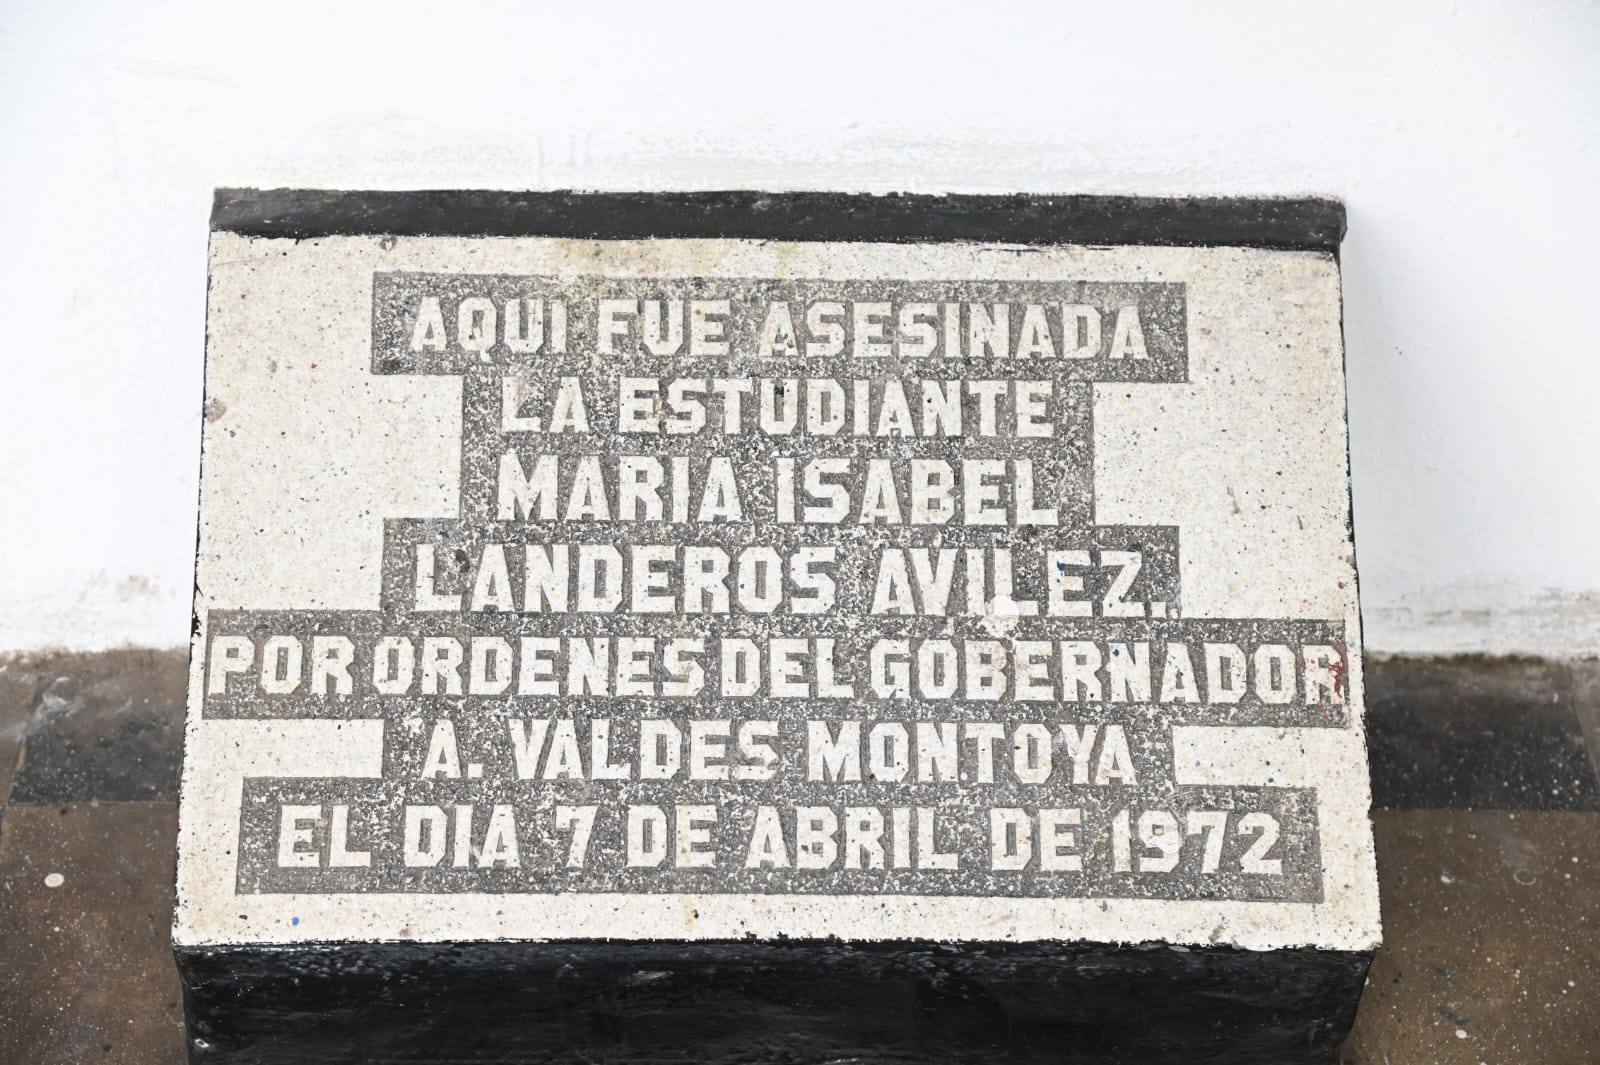 AQUI FUE ASESINADA
LA ESTUDIANTE
MARIA ISABEL
LANDEROS AVILEZ.
POR ORDENES DEL GOBERNADOR
A. VALDES MONTOYA
EL DIA 7 DE ABRIL DE 1972